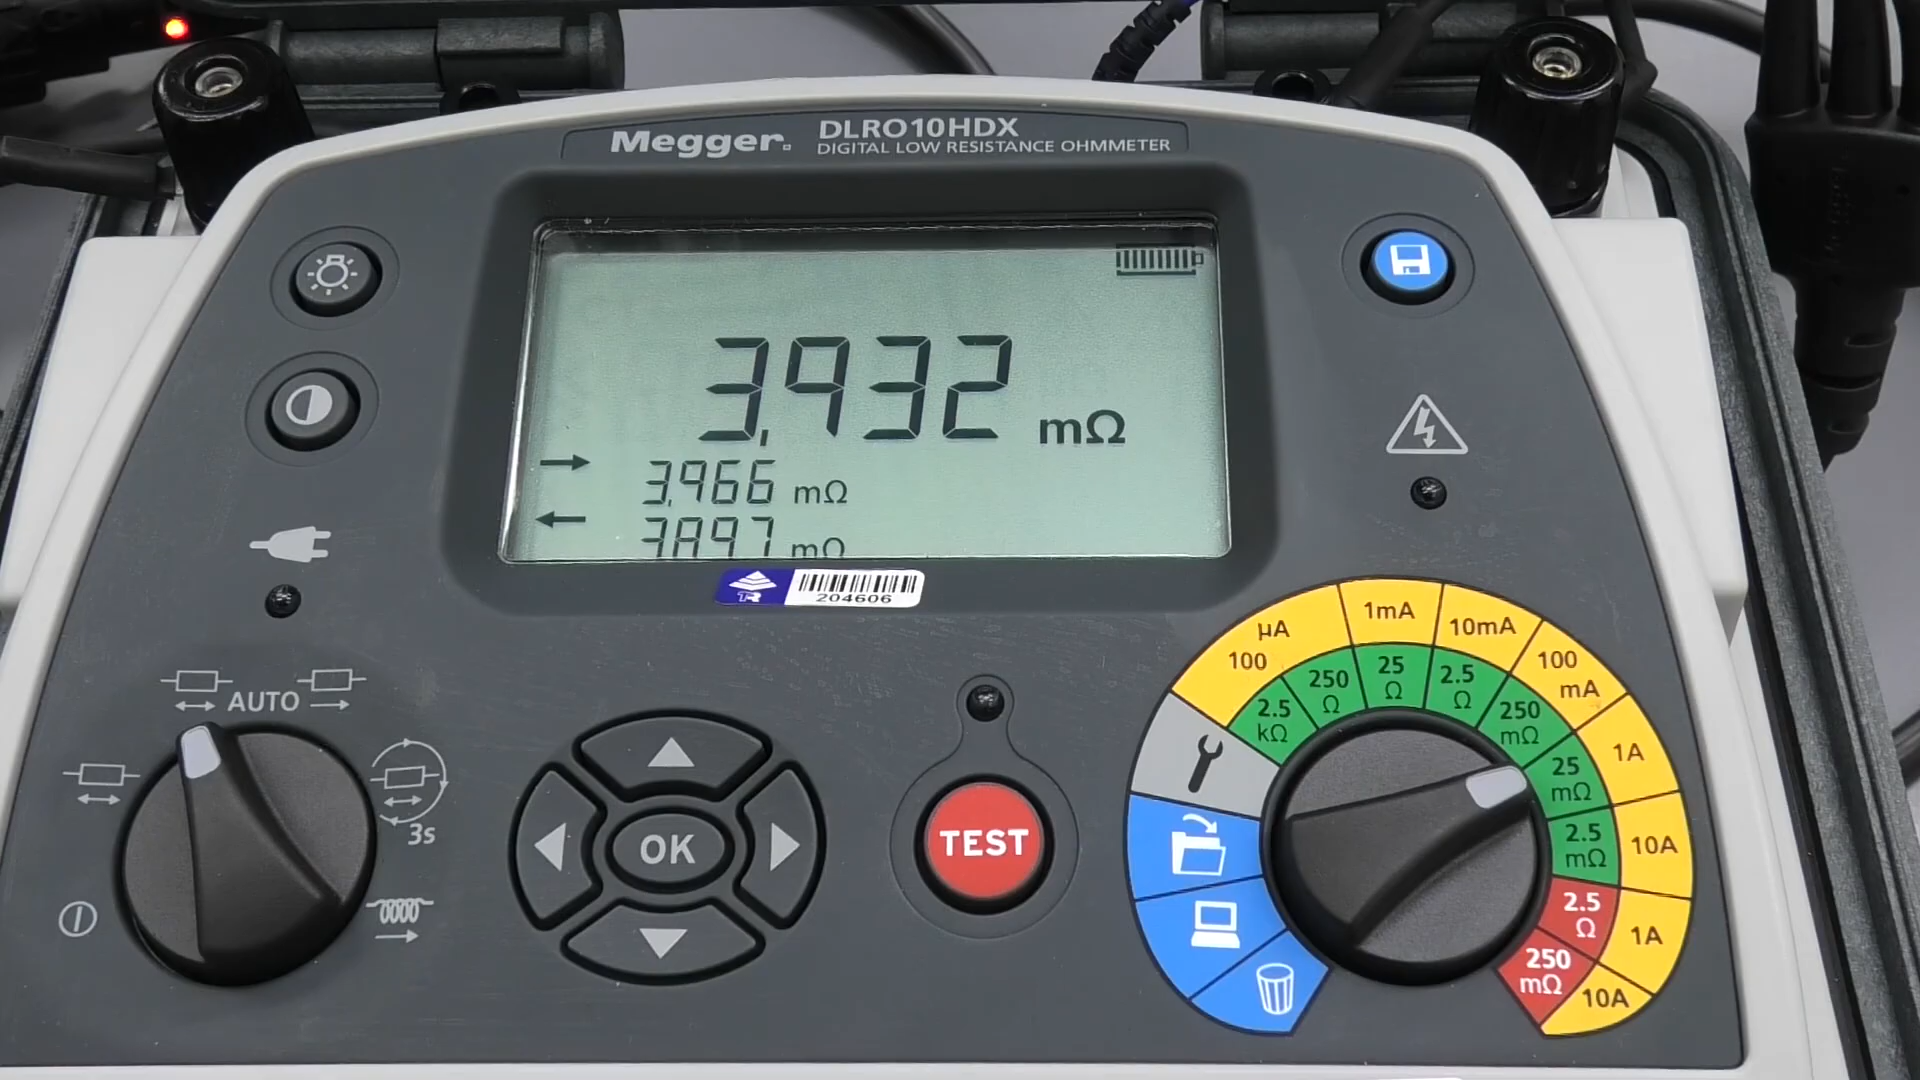 Megger. DLRO10HDX
DIGITAL LOW RESISTANCE OHMMETER
3.932 mΩ
→ 3.966 mΩ
← 3.897 mΩ
TR 204606
AUTO
3s
OK
TEST
µA
100
1mA
10mA
100
mA
1A
10A
1A
10A
2.5
kΩ
250
Ω
25
Ω
2.5
Ω
250
mΩ
25
mΩ
2.5
mΩ
2.5
Ω
250
mΩ